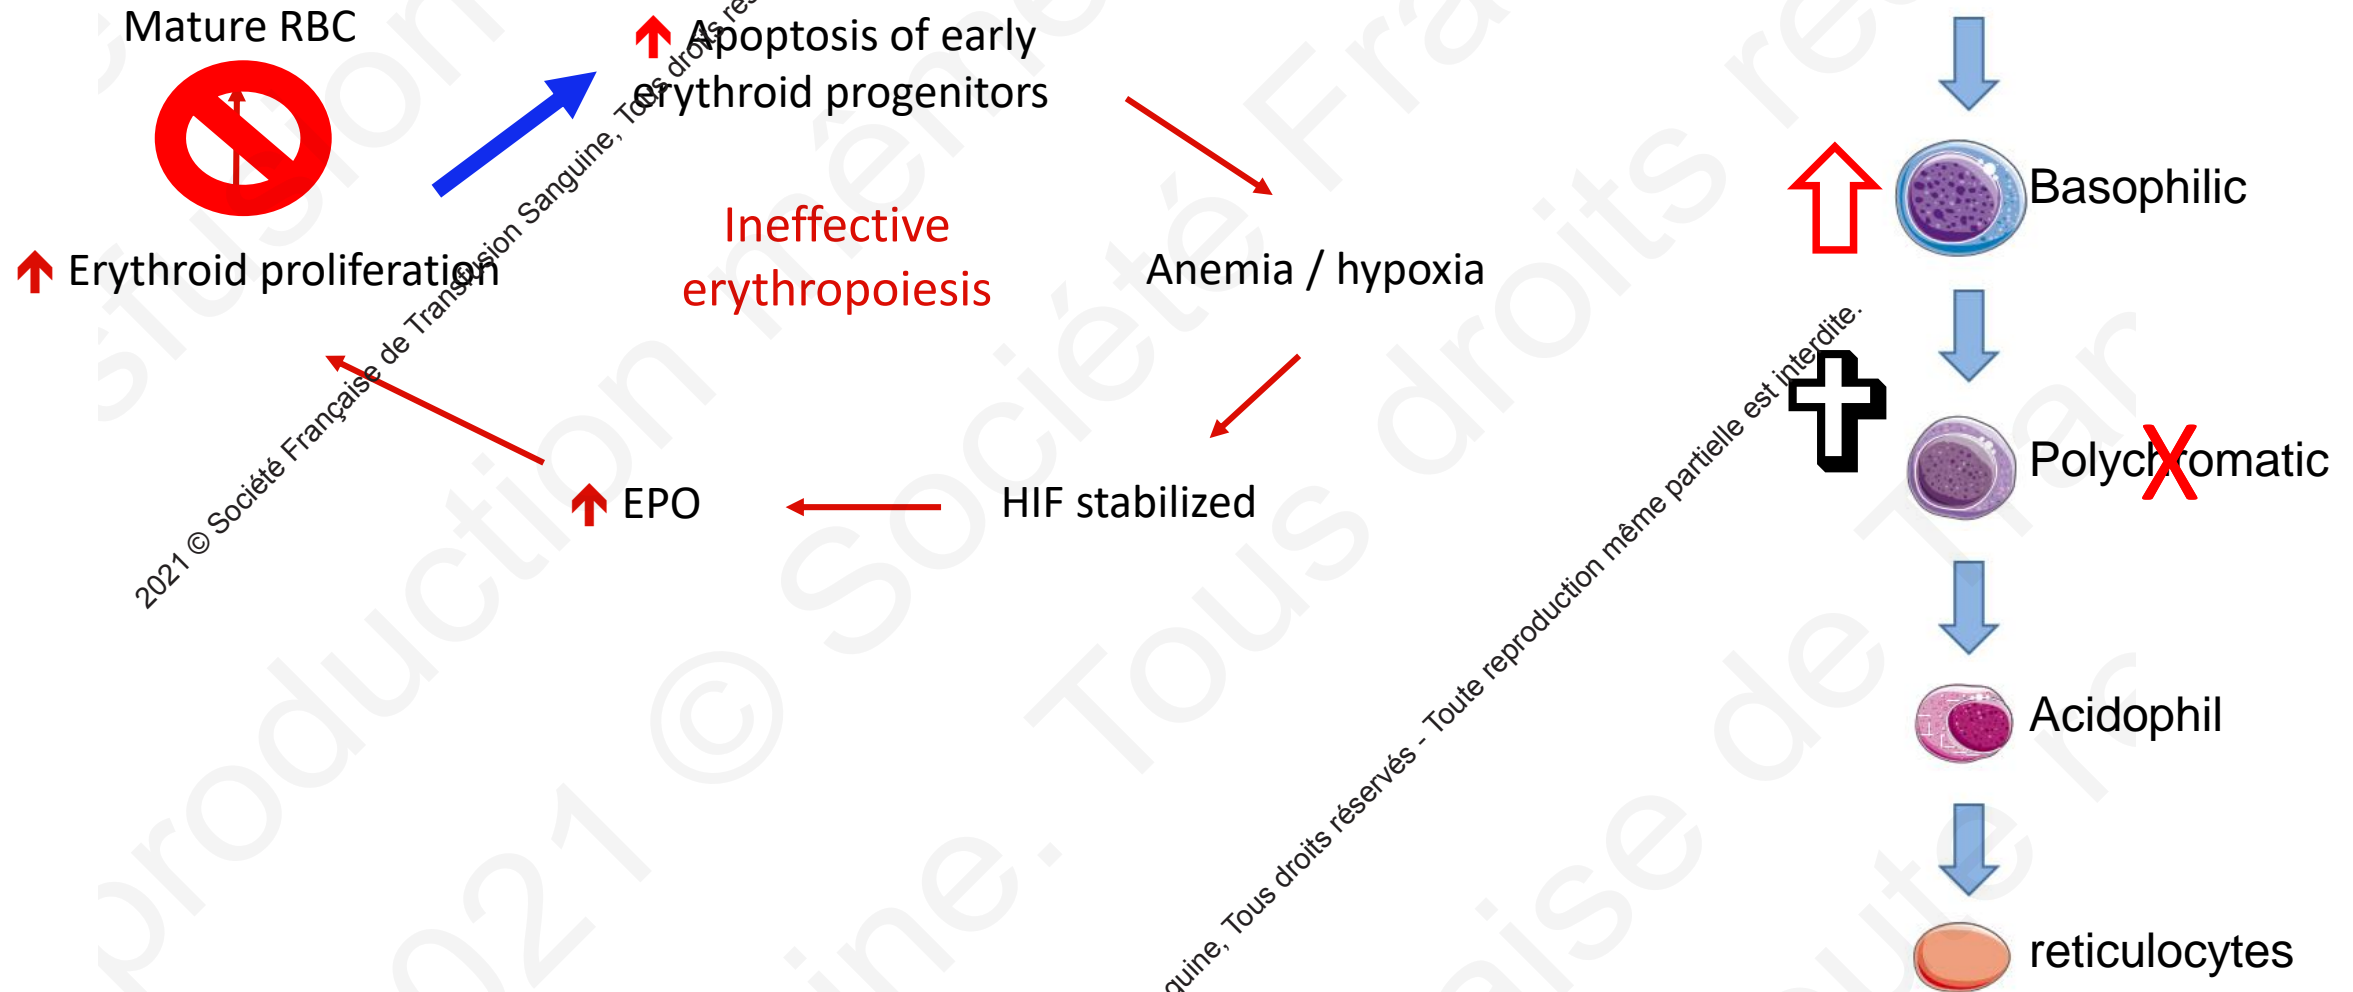 Mature RBC
Apoptosis of early
erythroid progenitors
Ineffective
erythropoiesis
Erythroid proliferation
Anemia / hypoxia
EPO
HIF stabilized
Basophilic
Polychromatic
X
Acidophil
reticulocytes
2021 © Société Française de Transfusion Sanguine, Tous droits
Tous droits réservés - Toute reproduction même partielle est interdite.